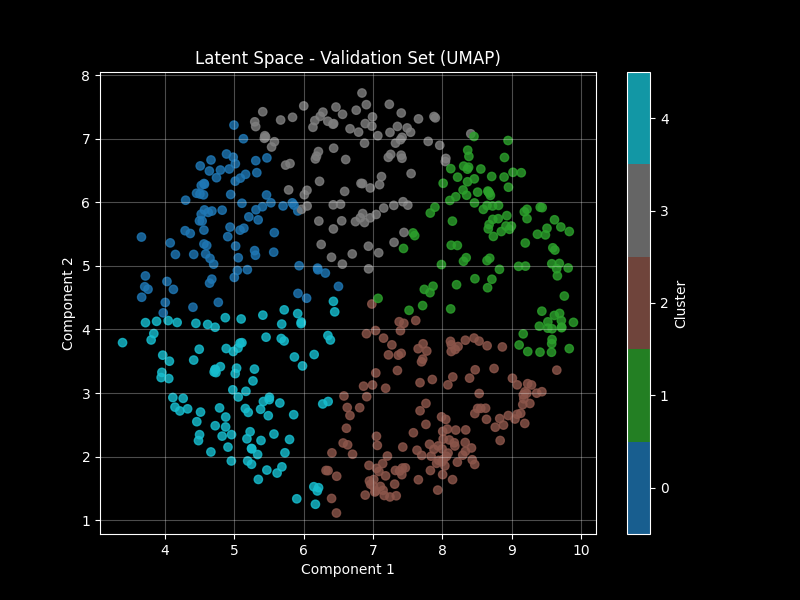 Latent Space - Validation Set (UMAP)
8
7
6
5
4
3
2
1
Component 2
4 5 6 7 8 9 10
Component 1
4
3
2
1
0
Cluster